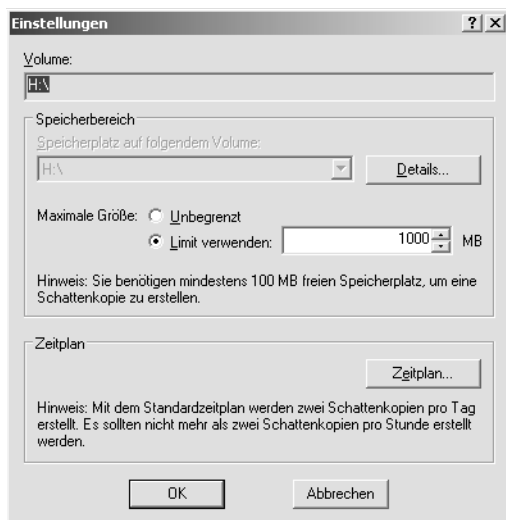 Einstellungen
Volume:
H:\
Speicherbereich
Speicherplatz auf folgendem Volume:
H:\
Details...
Maximale Größe:
Unbegrenzt
Limit verwenden:
1000
MB
Hinweis: Sie benötigen mindestens 100 MB freien Speicherplatz, um eine
Schattenkopie zu erstellen.
Zeitplan
Zeitplan...
Hinweis: Mit dem Standardzeitplan werden zwei Schattenkopien pro Tag
erstellt. Es sollten nicht mehr als zwei Schattenkopien pro Stunde erstellt
werden.
OK
Abbrechen